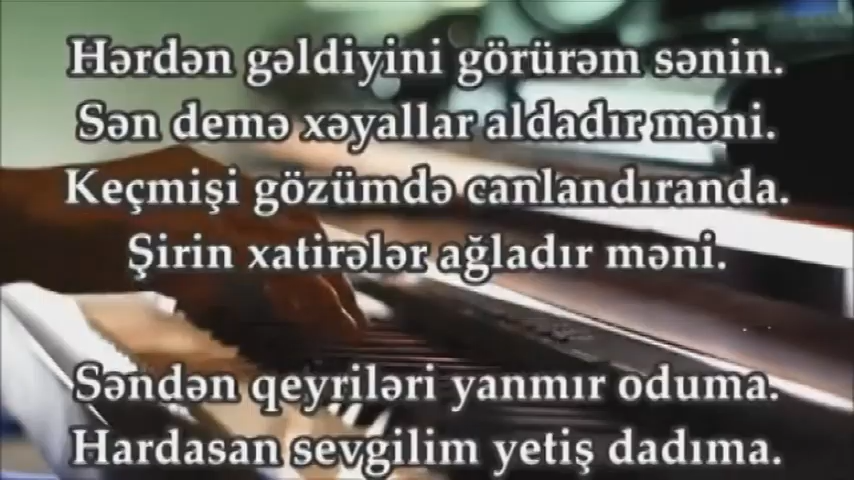 Hərdən gəldiyini görürəm sənin.
Sən demə xəyallar aldadır məni.
Keçmişi gözümdə canlandıranda.
Şirin xatirələr ağladır məni.
Səndən qeyriləri yanmır oduma.
Hardasan sevgilim yetiş dadıma.